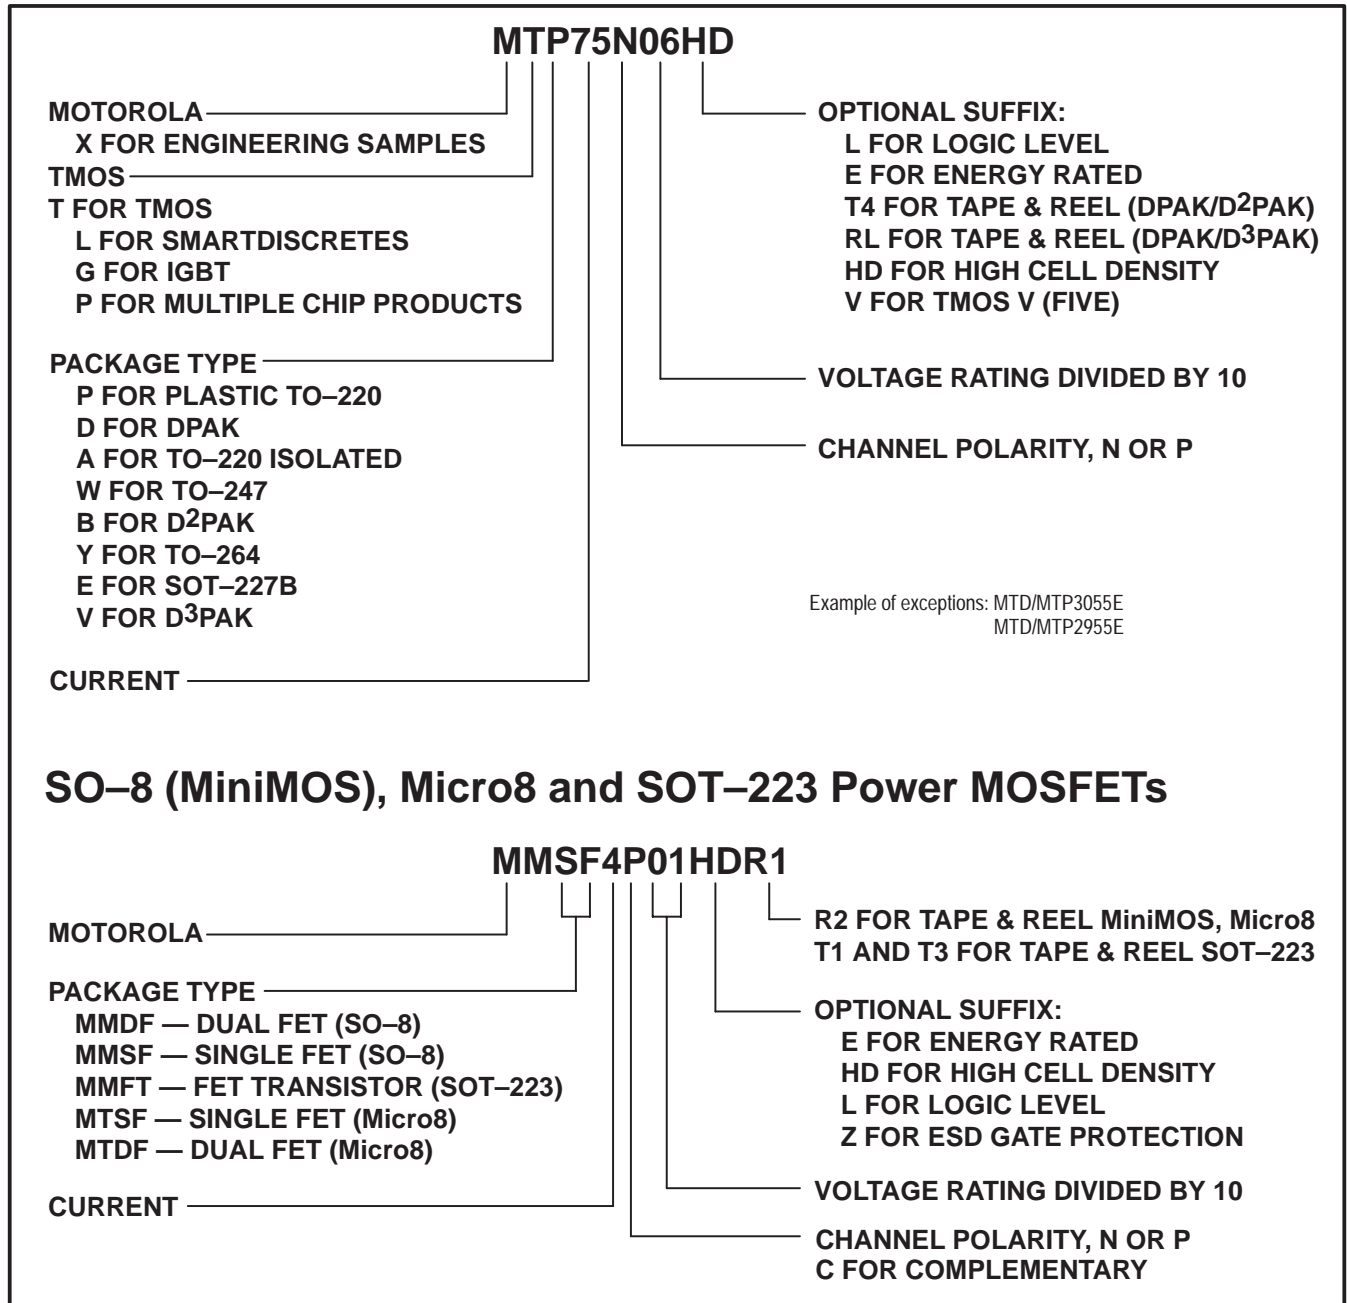 MTP75N06HD
MOTOROLA
X FOR ENGINEERING SAMPLES
TMOS
T FOR TMOS
L FOR SMARTDISCRETES
G FOR IGBT
P FOR MULTIPLE CHIP PRODUCTS
PACKAGE TYPE
P FOR PLASTIC TO–220
D FOR DPAK
A FOR TO–220 ISOLATED
W FOR TO–247
B FOR D2PAK
Y FOR TO–264
E FOR SOT–227B
V FOR D3PAK
CURRENT
OPTIONAL SUFFIX:
L FOR LOGIC LEVEL
E FOR ENERGY RATED
T4 FOR TAPE & REEL (DPAK/D2PAK)
RL FOR TAPE & REEL (DPAK/D3PAK)
HD FOR HIGH CELL DENSITY
V FOR TMOS V (FIVE)
VOLTAGE RATING DIVIDED BY 10
CHANNEL POLARITY, N OR P
Example of exceptions: MTD/MTP3055E
MTD/MTP2955E
SO–8 (MiniMOS), Micro8 and SOT–223 Power MOSFETs
MMSF4P01HDR1
MOTOROLA
PACKAGE TYPE
MMDF — DUAL FET (SO–8)
MMSF — SINGLE FET (SO–8)
MMFT — FET TRANSISTOR (SOT–223)
MTSF — SINGLE FET (Micro8)
MTDF — DUAL FET (Micro8)
CURRENT
R2 FOR TAPE & REEL MiniMOS, Micro8
T1 AND T3 FOR TAPE & REEL SOT–223
OPTIONAL SUFFIX:
E FOR ENERGY RATED
HD FOR HIGH CELL DENSITY
L FOR LOGIC LEVEL
Z FOR ESD GATE PROTECTION
VOLTAGE RATING DIVIDED BY 10
CHANNEL POLARITY, N OR P
C FOR COMPLEMENTARY